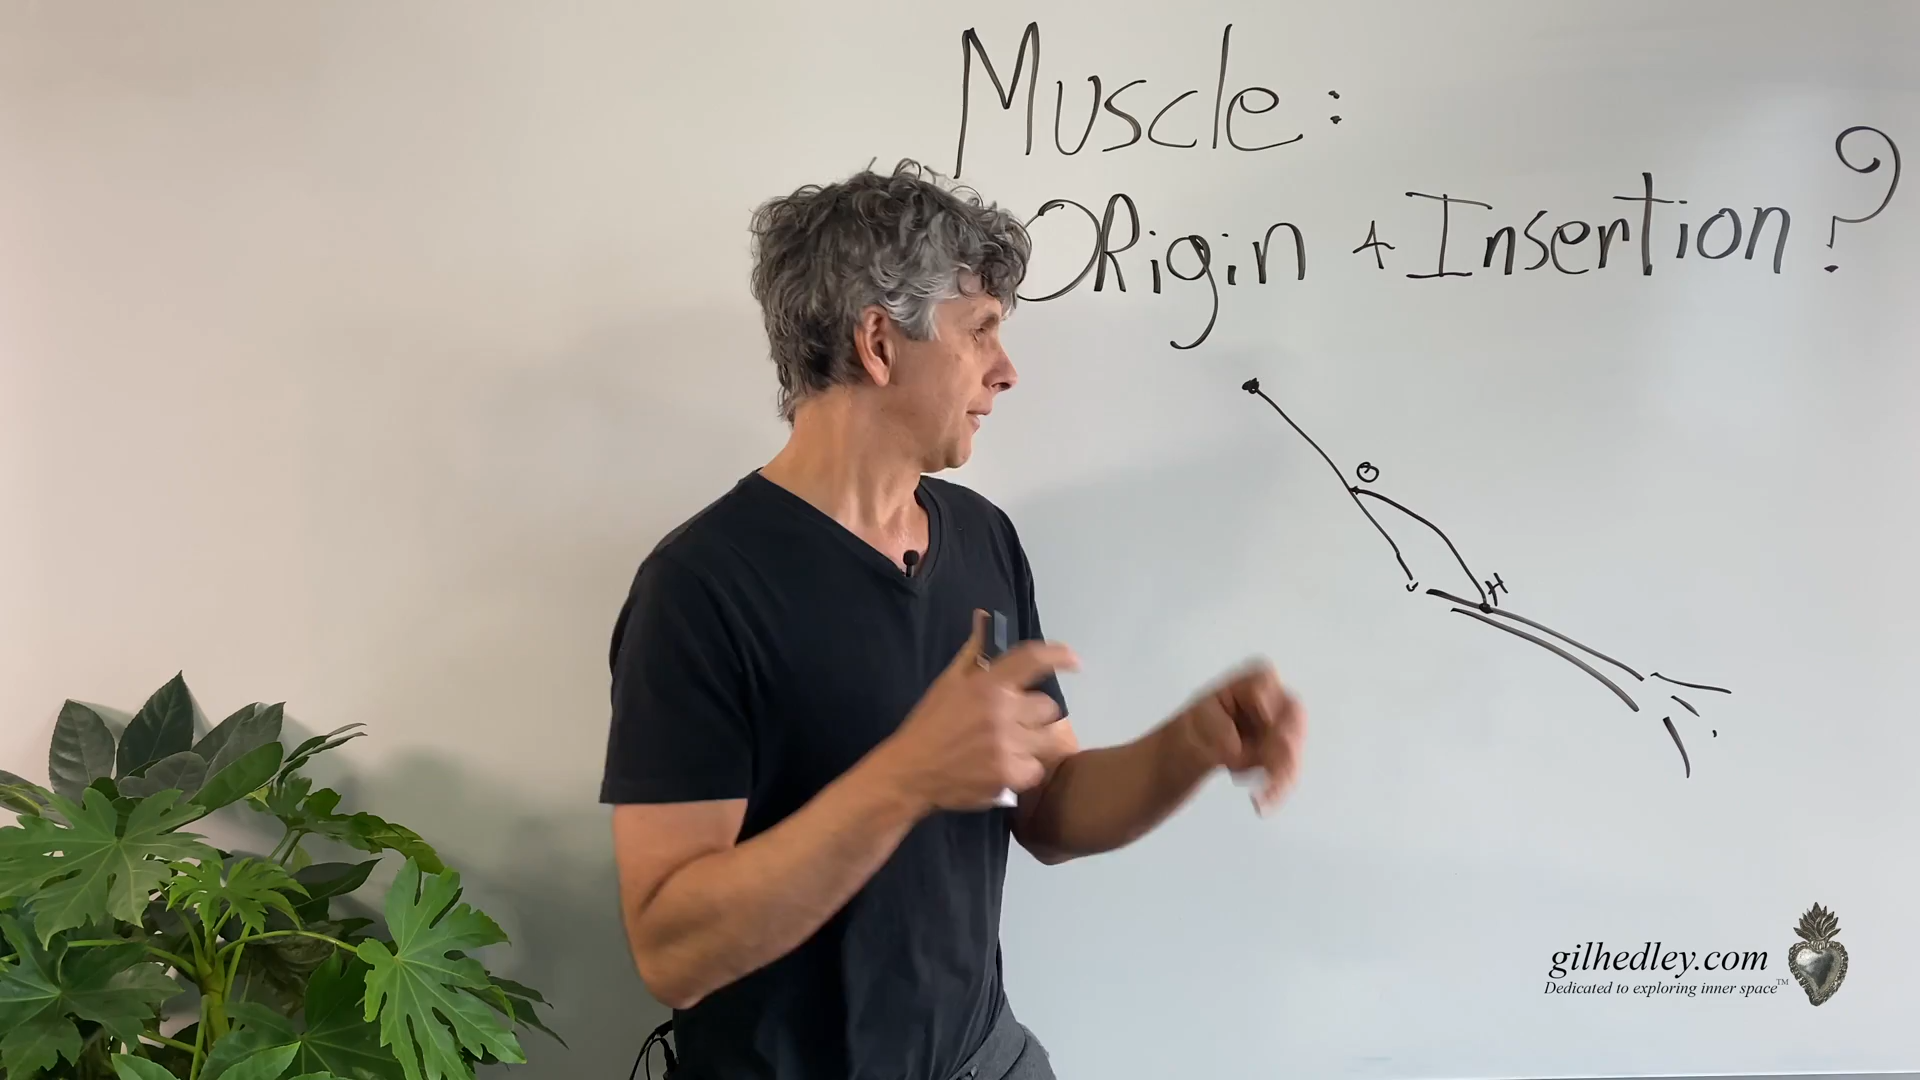 Muscle:
ORigin + Insertion?
O
H
gilhedley.com
Dedicated to exploring inner space™